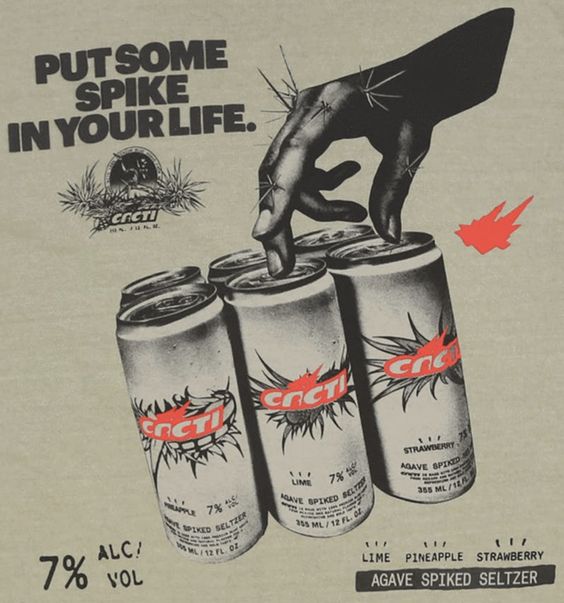 PUT SOME
SPIKE
IN YOUR LIFE.
CACTI
CACTI
PINEAPPLE 7% ALC/ VOL
AGAVE SPIKED SELTZER
355 ML / 12 FL. OZ
CACTI
LIME 7% ALC/ VOL
AGAVE SPIKED SELTZER
355 ML / 12 FL. OZ
CACTI
STRAWBERRY 7%
AGAVE SPIKED
355 ML / 12 FL. OZ
7% ALC/ VOL
LIME PINEAPPLE STRAWBERRY
AGAVE SPIKED SELTZER